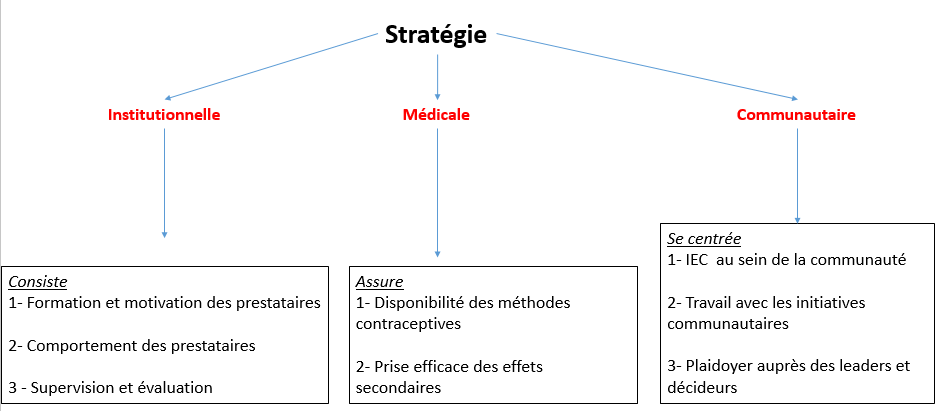 Stratégie
Institutionnelle
Médicale
Communautaire
Consiste
1- Formation et motivation des prestataires
2- Comportement des prestataires
3 - Supervision et évaluation
Assure
1- Disponibilité des méthodes
contraceptives
2- Prise efficace des effets
secondaires
Se centrée
1- IEC  au sein de la communauté
2- Travail avec les initiatives
communautaires
3- Plaidoyer auprès des leaders et
décideurs